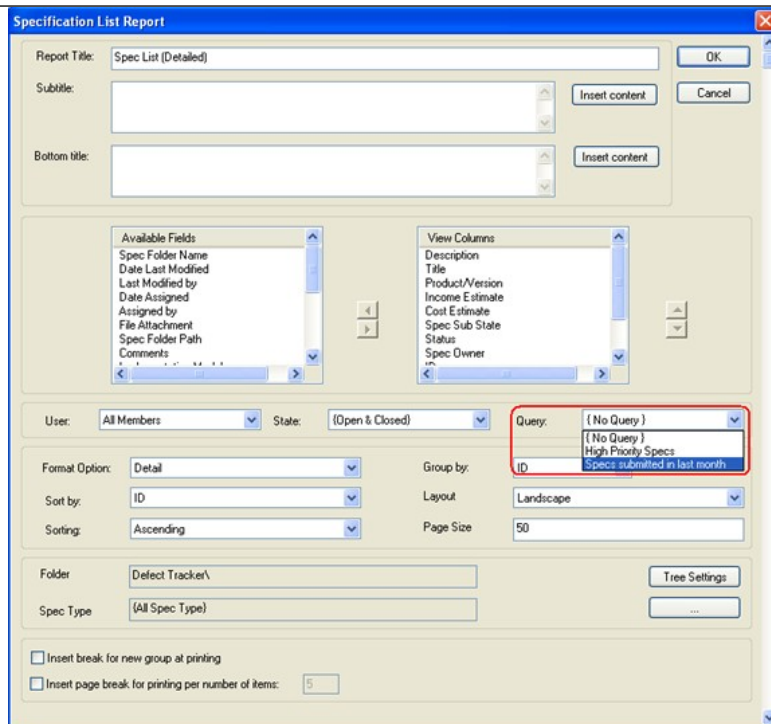 Specification List Report
Report Title:
Spec List (Detailed)
OK
Subtitle:
Insert content
Cancel
Bottom title:
Insert content
Available Fields
Spec Folder Name
Date Last Modified
Last Modified by
Date Assigned
Assigned by
File Attachment
Spec Folder Path
Comments
View Columns
Description
Title
Product/Version
Income Estimate
Cost Estimate
Spec Sub State
Status
Spec Owner
User:
All Members
State:
{Open & Closed}
Query:
{ No Query }
{ No Query }
High Priority Specs
Specs submitted in last month
Format Option:
Detail
Group by:
ID
Sort by:
ID
Layout
Landscape
Sorting:
Ascending
Page Size
50
Folder
Defect Tracker\
Tree Settings
Spec Type
{All Spec Type}
...
Insert break for new group at printing
Insert page break for printing per number of items:
5